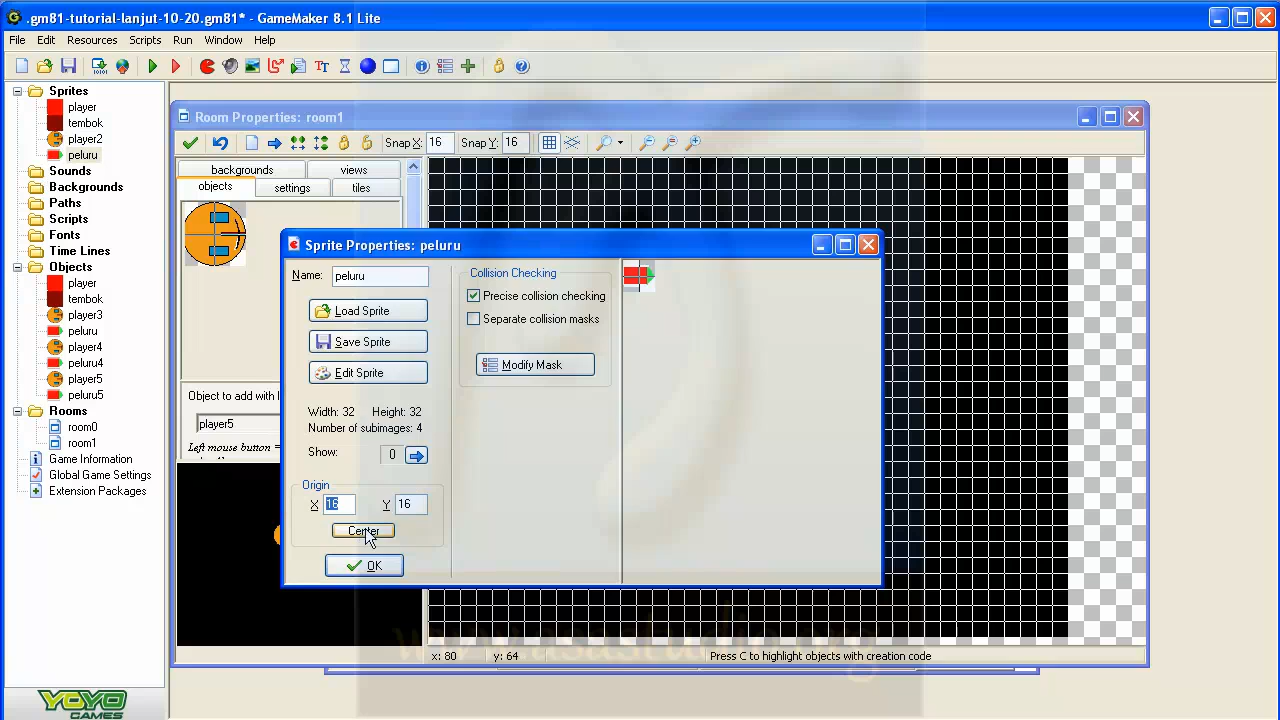 .gm81-tutorial-lanjut-10-20.gm81* - GameMaker 8.1 Lite
File Edit Resources Scripts Run Window Help
Sprites
player
tembok
player2
peluru
Sounds
Backgrounds
Paths
Scripts
Fonts
Time Lines
Objects
player
tembok
player3
peluru
player4
peluru4
player5
peluru5
Rooms
room0
room1
Game Information
Global Game Settings
Extension Packages
YOYO
GAMES
Room Properties: room1
Snap X: 16 Snap Y: 16
backgrounds views
objects settings tiles
Object to add with l
player5
Left mouse button =
x: 80 y: 64 Press C to highlight objects with creation code
Sprite Properties: peluru
Name: peluru
Load Sprite
Save Sprite
Edit Sprite
Width: 32 Height: 32
Number of subimages: 4
Show: 0
Origin
X 16 Y 16
Center
OK
Collision Checking
Precise collision checking
Separate collision masks
Modify Mask